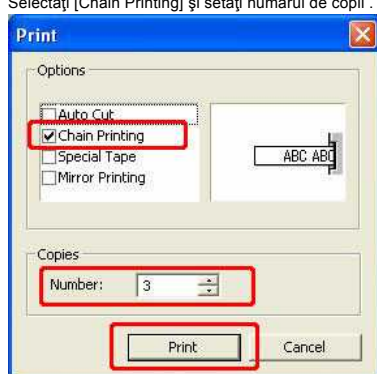 Selectaţi [Chain Printing] şi setaţi numărul de copii .
Print
Options
Auto Cut
Chain Printing
Special Tape
Mirror Printing
ABC ABC
Copies
Number: 3
Print Cancel